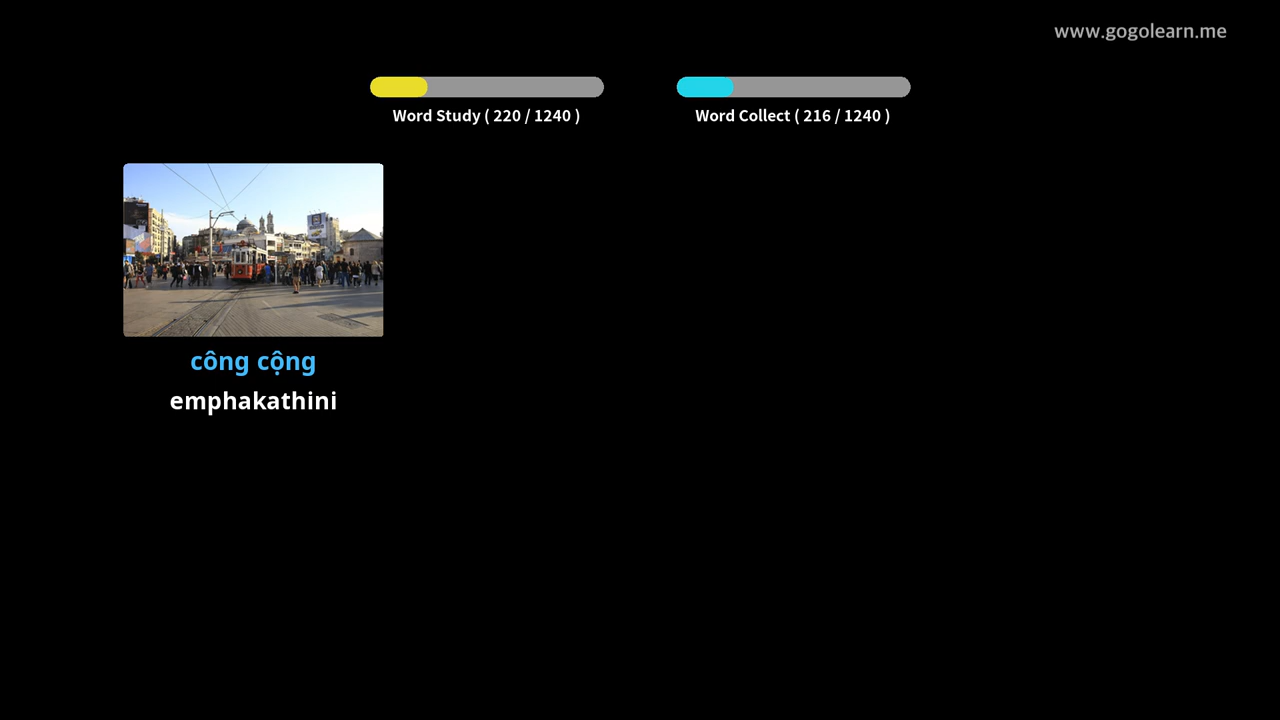 www.gogolearn.me
Word Study ( 220 / 1240 )
Word Collect ( 216 / 1240 )
công cộng
emphakathini